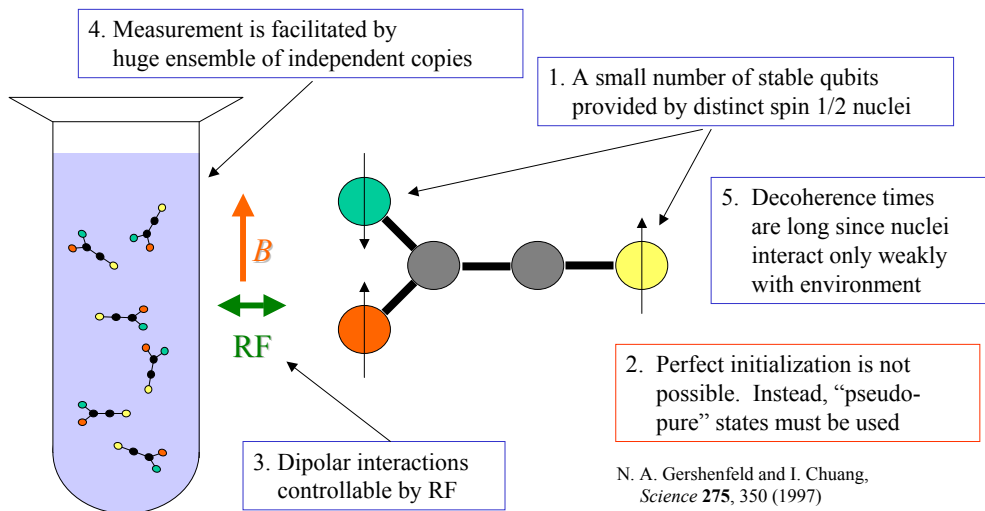 4. Measurement is facilitated by
huge ensemble of independent copies
1. A small number of stable qubits
provided by distinct spin 1/2 nuclei
5. Decoherence times
are long since nuclei
interact only weakly
with environment
B
RF
2. Perfect initialization is not
possible. Instead, “pseudo-
pure” states must be used
3. Dipolar interactions
controllable by RF
N. A. Gershenfeld and I. Chuang,
Science 275, 350 (1997)